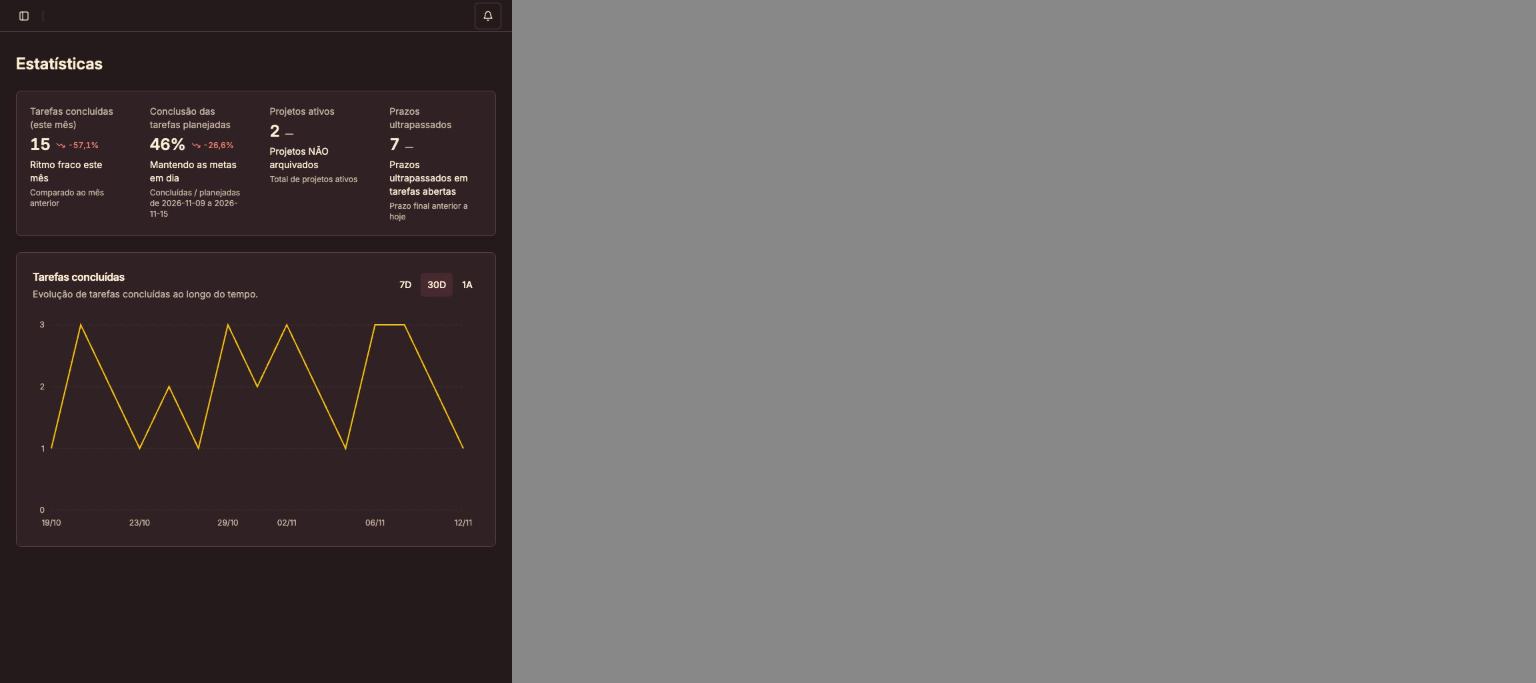 Estatísticas
Tarefas concluídas
(este mês)
15 -57,1%
Ritmo fraco este
mês
Comparado ao mês
anterior
Conclusão das
tarefas planejadas
46% -26,6%
Mantendo as metas
em dia
Concluídas / planejadas
de 2026-11-09 a 2026-
11-15
Projetos ativos
2 —
Projetos NÃO
arquivados
Total de projetos ativos
Prazos
ultrapassados
7 —
Prazos
ultrapassados em
tarefas abertas
Prazo final anterior a
hoje
Tarefas concluídas
Evolução de tarefas concluídas ao longo do tempo.
7D 30D 1A
3
2
1
0
19/10 23/10 29/10 02/11 06/11 12/11